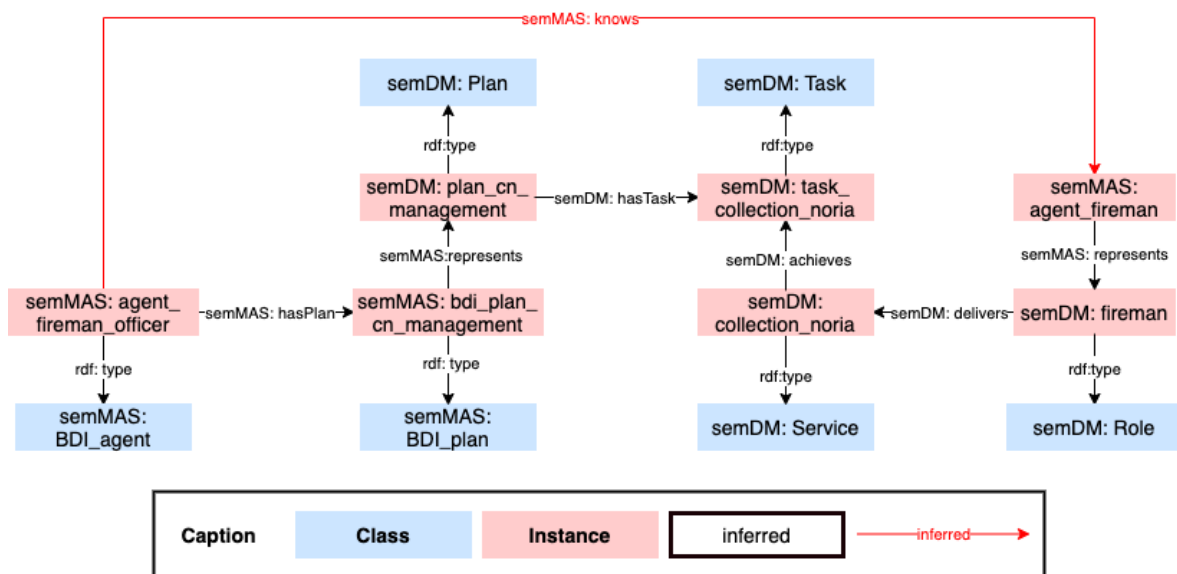 semMAS: knows
semDM: Plan
semDM: Task
rdf:type
rdf:type
semDM: plan_cn_
management
semDM: hasTask
semDM: task_
collection_noria
semMAS:
agent_fireman
semMAS:represents
semDM: achieves
semMAS: represents
semMAS: agent_
fireman_officer
semMAS: hasPlan
semMAS: bdi_plan_
cn_management
semDM:
collection_noria
semDM: delivers
semDM: fireman
rdf: type
rdf: type
rdf:type
rdf:type
semMAS:
BDI_agent
semMAS:
BDI_plan
semDM: Service
semDM: Role
Caption
Class
Instance
inferred
inferred